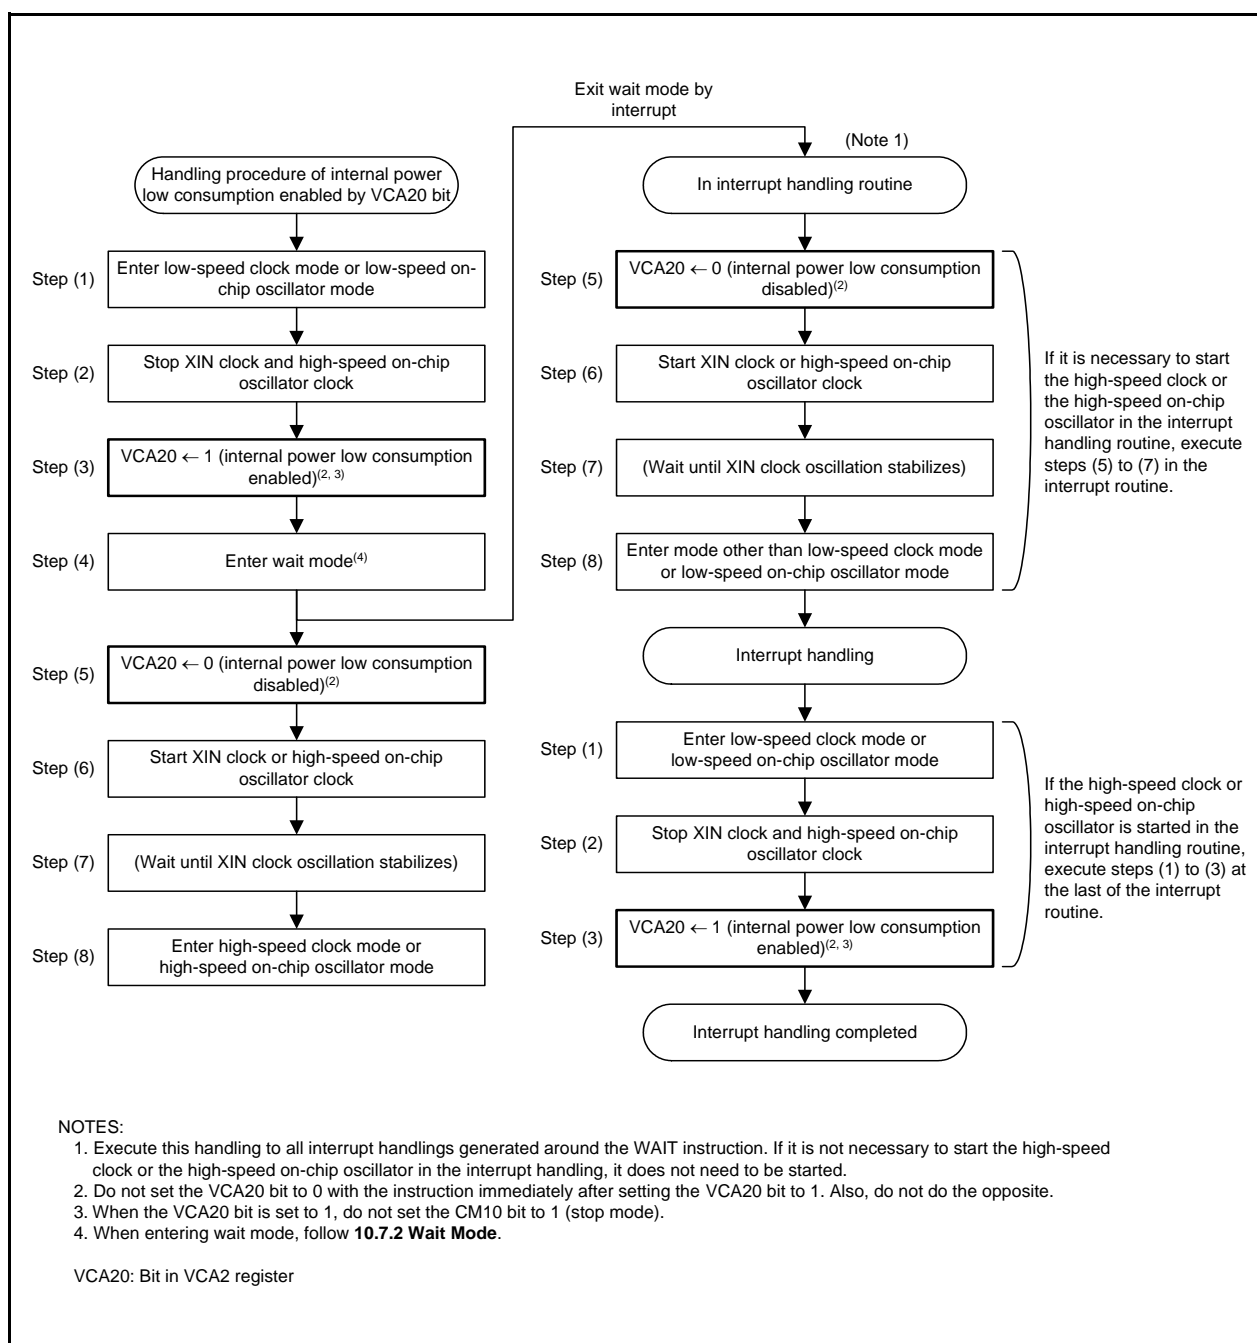 Exit wait mode by
interrupt
(Note 1)
Handling procedure of internal power
low consumption enabled by VCA20 bit
Step (1)
Enter low-speed clock mode or low-speed on-
chip oscillator mode
Step (2)
Stop XIN clock and high-speed on-chip
oscillator clock
Step (3)
VCA20 ← 1 (internal power low consumption
enabled)(2, 3)
Step (4)
Enter wait mode(4)
Step (5)
VCA20 ← 0 (internal power low consumption
disabled)(2)
Step (6)
Start XIN clock or high-speed on-chip
oscillator clock
Step (7)
(Wait until XIN clock oscillation stabilizes)
Step (8)
Enter high-speed clock mode or
high-speed on-chip oscillator mode
In interrupt handling routine
Step (5)
VCA20 ← 0 (internal power low consumption
disabled)(2)
Step (6)
Start XIN clock or high-speed on-chip
oscillator clock
Step (7)
(Wait until XIN clock oscillation stabilizes)
Step (8)
Enter mode other than low-speed clock mode
or low-speed on-chip oscillator mode
If it is necessary to start
the high-speed clock or
the high-speed on-chip
oscillator in the interrupt
handling routine, execute
steps (5) to (7) in the
interrupt routine.
Interrupt handling
Step (1)
Enter low-speed clock mode or
low-speed on-chip oscillator mode
Step (2)
Stop XIN clock and high-speed on-chip
oscillator clock
Step (3)
VCA20 ← 1 (internal power low consumption
enabled)(2, 3)
If the high-speed clock or
high-speed on-chip
oscillator is started in the
interrupt handling routine,
execute steps (1) to (3) at
the last of the interrupt
routine.
Interrupt handling completed
NOTES:
1. Execute this handling to all interrupt handlings generated around the WAIT instruction. If it is not necessary to start the high-speed
clock or the high-speed on-chip oscillator in the interrupt handling, it does not need to be started.
2. Do not set the VCA20 bit to 0 with the instruction immediately after setting the VCA20 bit to 1. Also, do not do the opposite.
3. When the VCA20 bit is set to 1, do not set the CM10 bit to 1 (stop mode).
4. When entering wait mode, follow 10.7.2 Wait Mode.
VCA20: Bit in VCA2 register